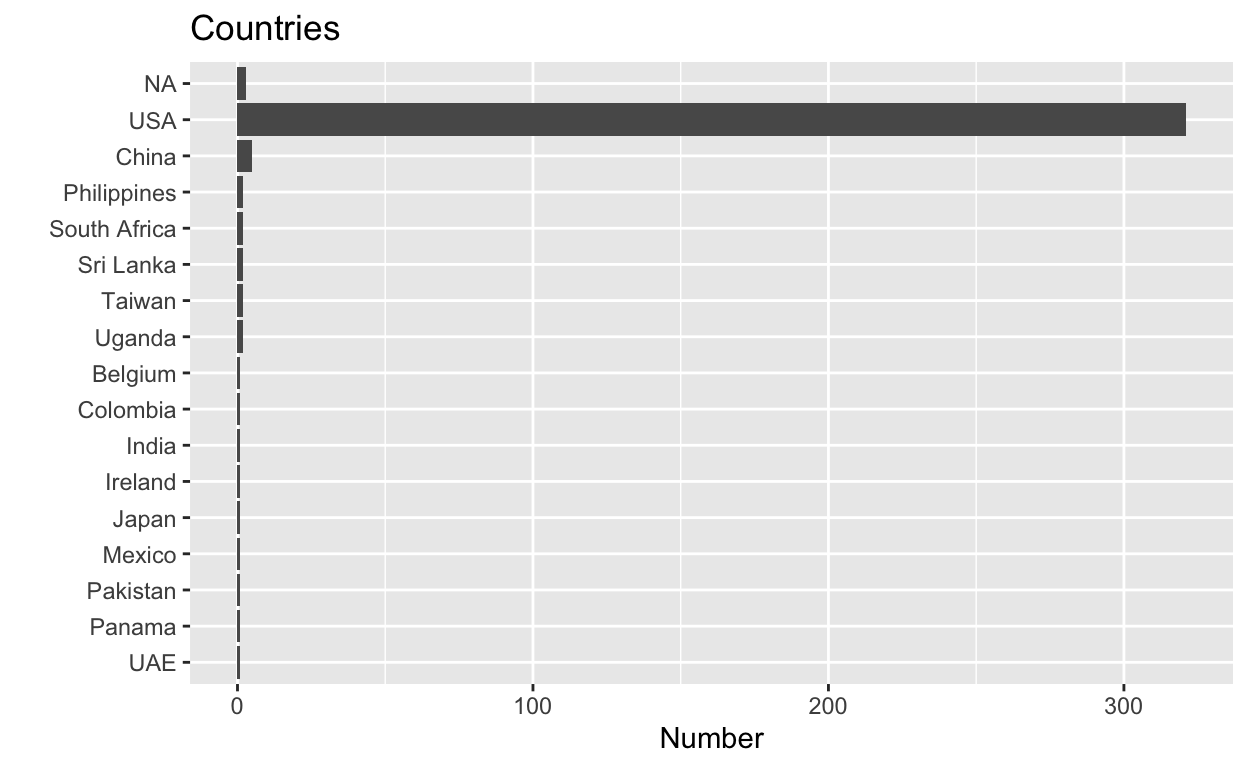 Countries
NA
USA
China
Philippines
South Africa
Sri Lanka
Taiwan
Uganda
Belgium
Colombia
India
Ireland
Japan
Mexico
Pakistan
Panama
UAE
0 100 200 300
Number